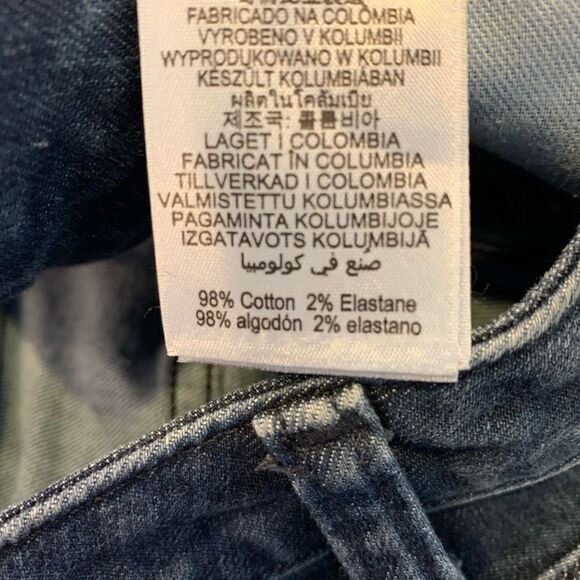 FABRICADO NA COLOMBIA
VYROBENO V KOLUMBII
WYPRODUKOWANO W KOLUMBII
KÉSZÜLT KOLUMBIÁBAN
ผลิตในโคลัมเบีย
제조국: 콜롬비아
LAGET I COLOMBIA
FABRICAT ÎN COLUMBIA
TILLVERKAD I COLOMBIA
VALMISTETTU KOLUMBIASSA
PAGAMINTA KOLUMBIJOJE
IZGATAVOTS KOLUMBIJĀ
صُنع في كولومبيا
98% Cotton 2% Elastane
98% algodón 2% elastano